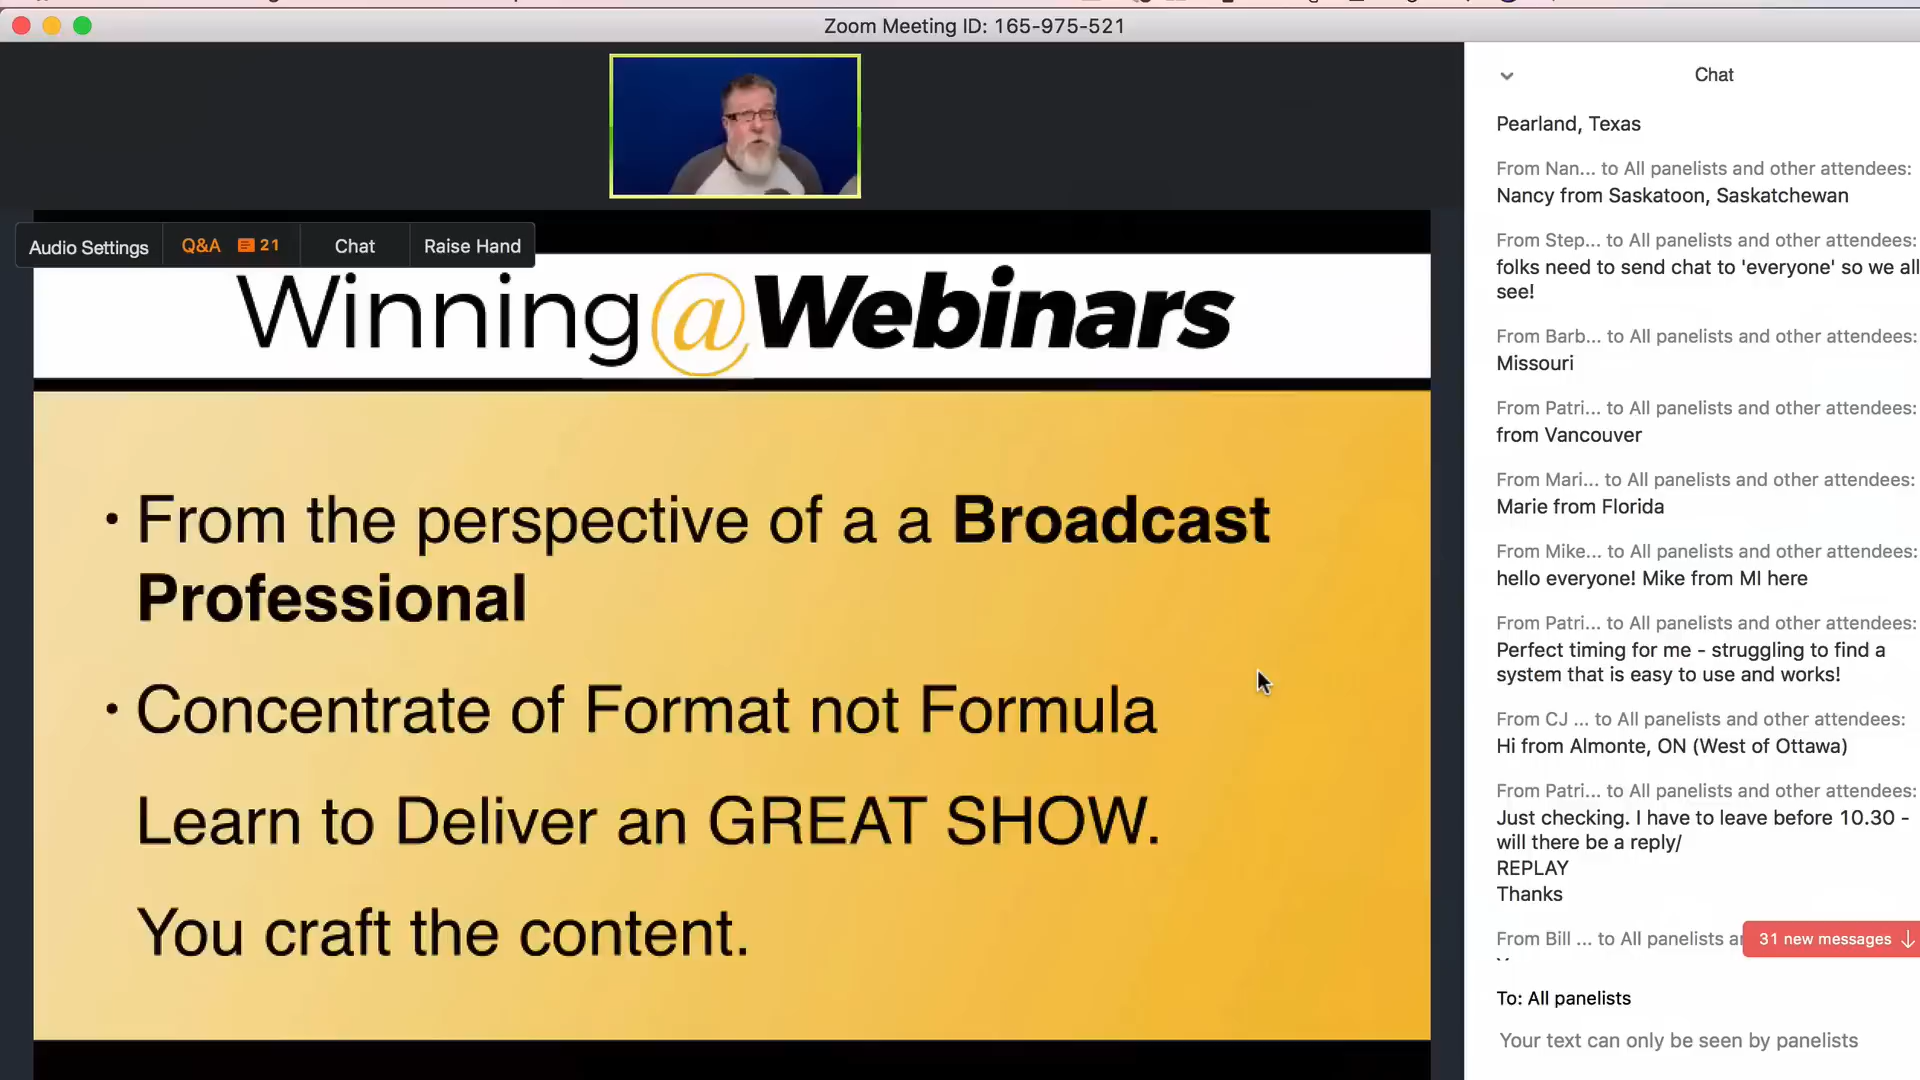 Zoom Meeting ID: 165-975-521
Audio Settings
Q&A 21
Chat
Raise Hand
Winning@Webinars
• From the perspective of a a Broadcast
Professional
• Concentrate of Format not Formula
Learn to Deliver an GREAT SHOW.
You craft the content.
Chat
Pearland, Texas
From Nan... to All panelists and other attendees:
Nancy from Saskatoon, Saskatchewan
From Step... to All panelists and other attendees:
folks need to send chat to 'everyone' so we all
see!
From Barb... to All panelists and other attendees:
Missouri
From Patri... to All panelists and other attendees:
from Vancouver
From Mari... to All panelists and other attendees:
Marie from Florida
From Mike... to All panelists and other attendees:
hello everyone! Mike from MI here
From Patri... to All panelists and other attendees:
Perfect timing for me - struggling to find a
system that is easy to use and works!
From CJ ... to All panelists and other attendees:
Hi from Almonte, ON (West of Ottawa)
From Patri... to All panelists and other attendees:
Just checking. I have to leave before 10.30 -
will there be a reply/
REPLAY
Thanks
From Bill ... to All panelists
31 new messages
To: All panelists
Your text can only be seen by panelists